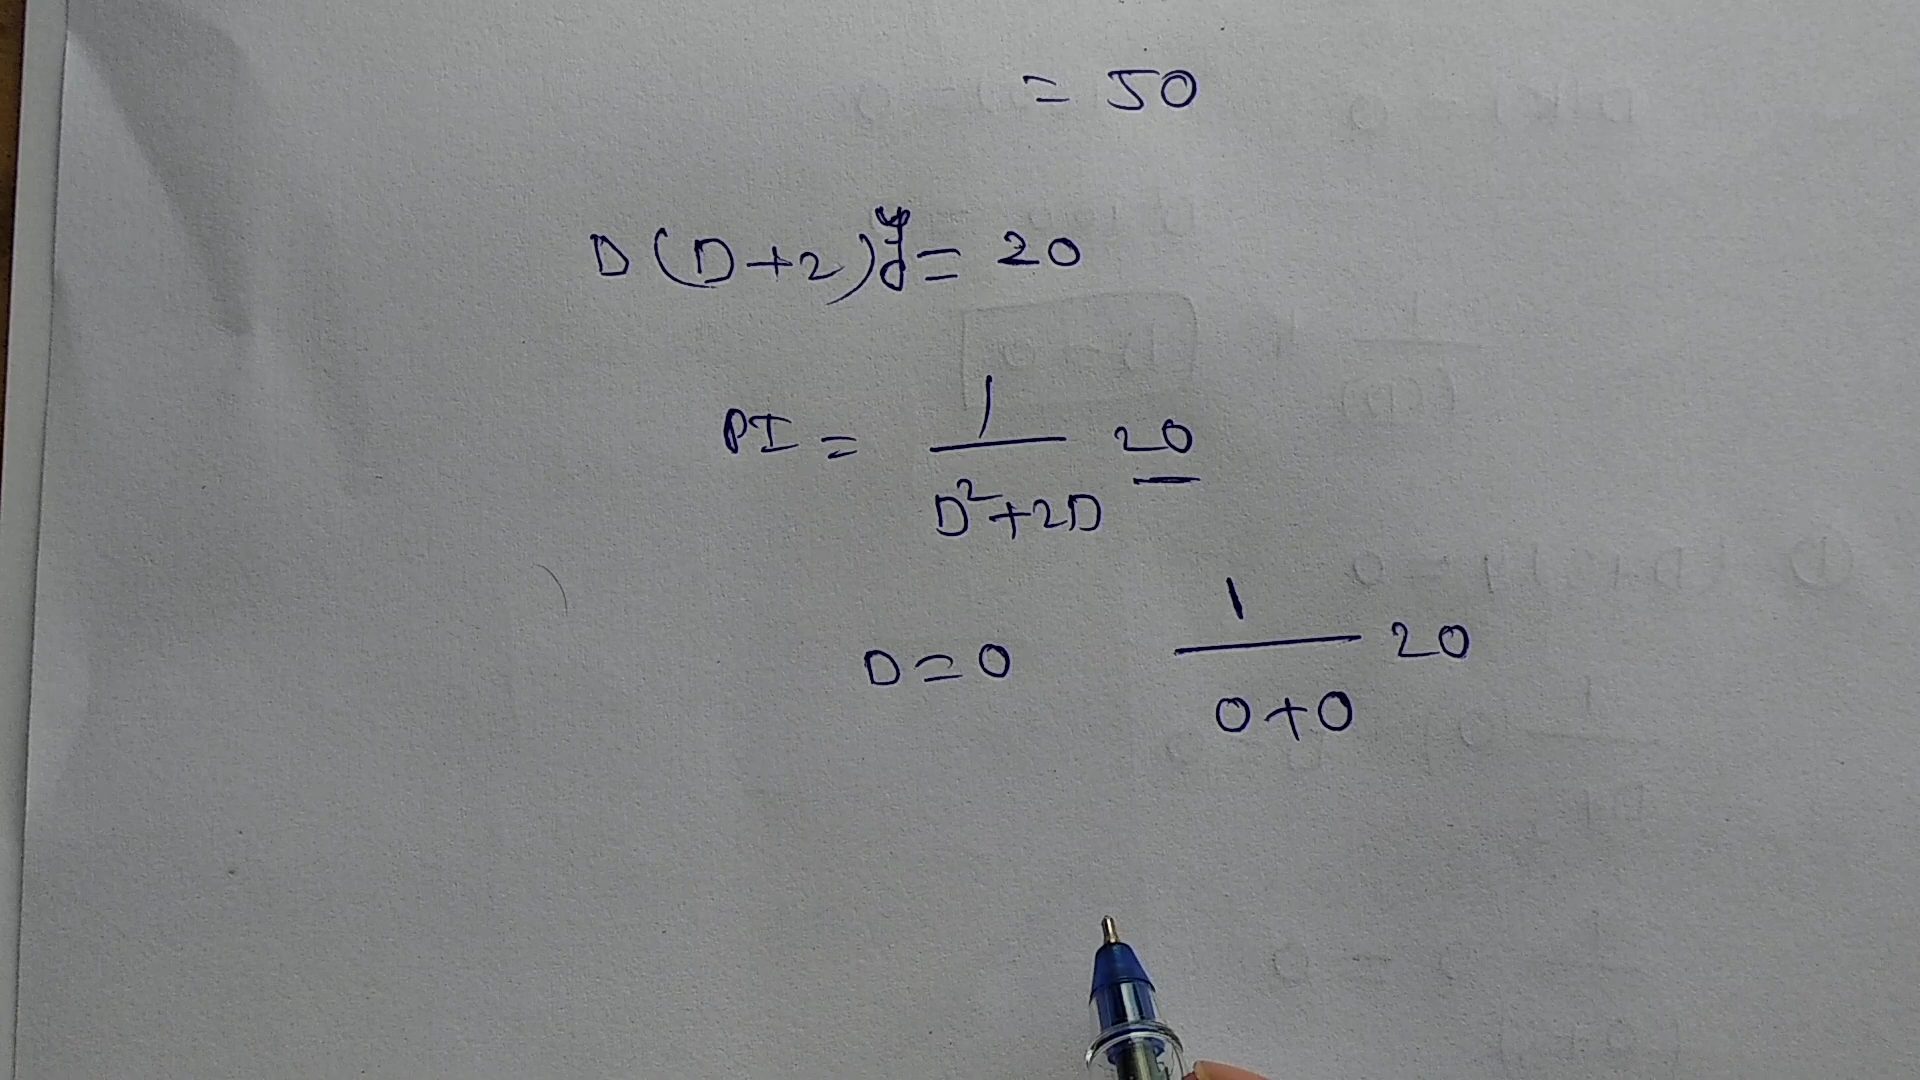 = 50
D(D+2)y = 20
PI = 1/(D²+2D) 20
D=0 1/(0+0) 20